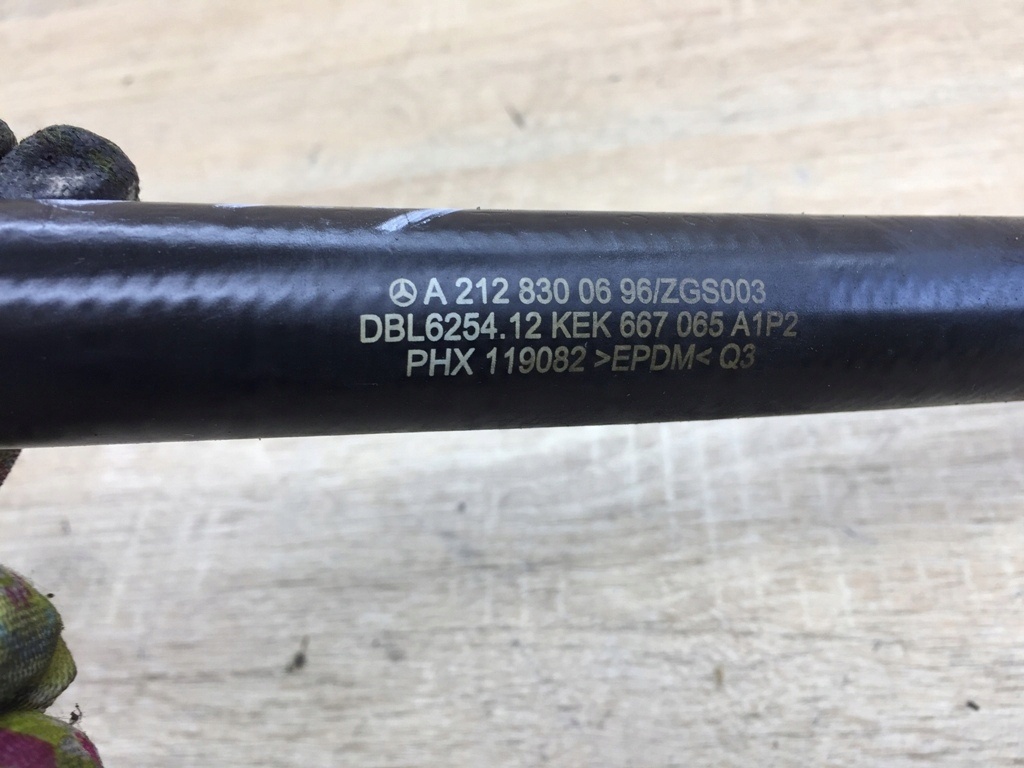 A 212 830 06 96/ZGS003
DBL6254.12 KEK 667 065 A1P2
PHX 119082 >EPDM< Q3